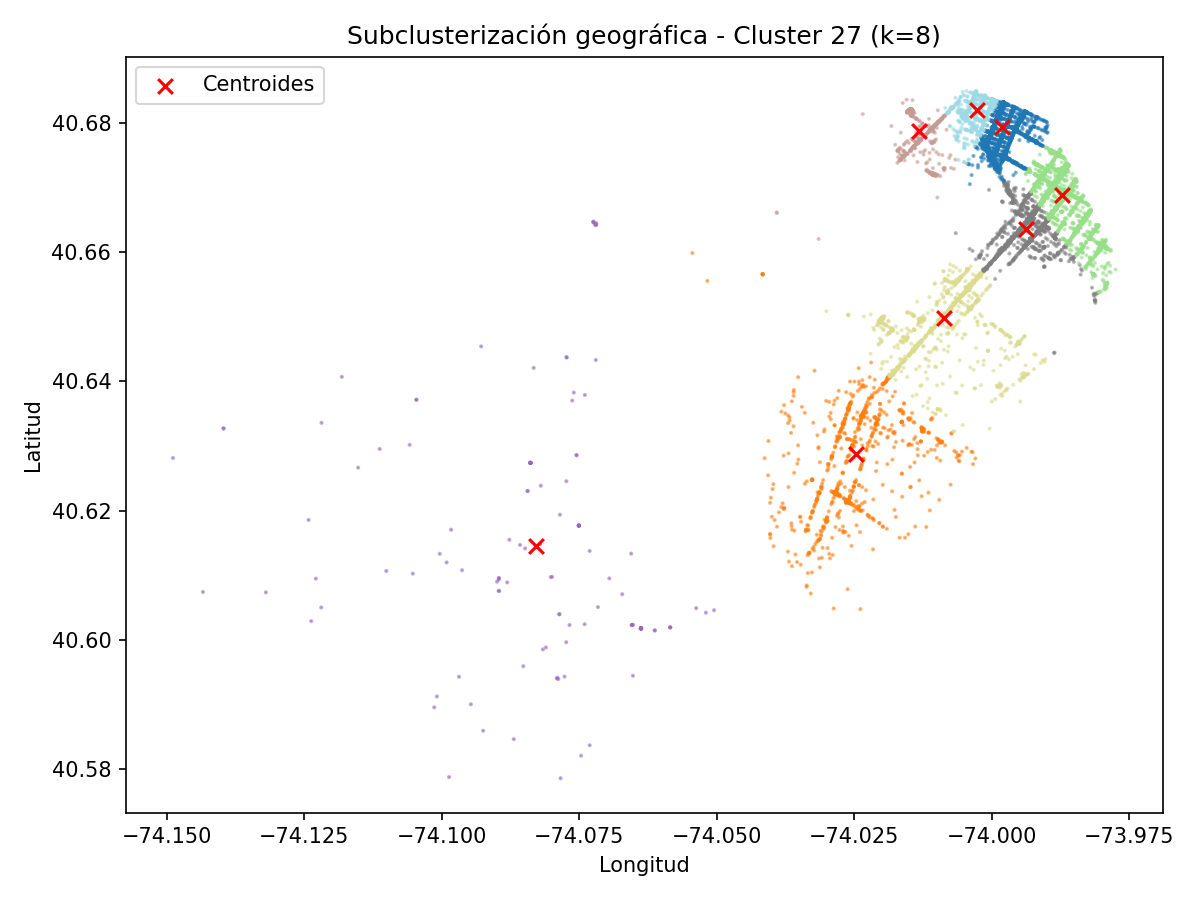 Subclusterización geográfica - Cluster 27 (k=8)
Centroides
40.68
40.66
40.64
40.62
40.60
40.58
Latitud
−74.150 −74.125 −74.100 −74.075 −74.050 −74.025 −74.000 −73.975
Longitud